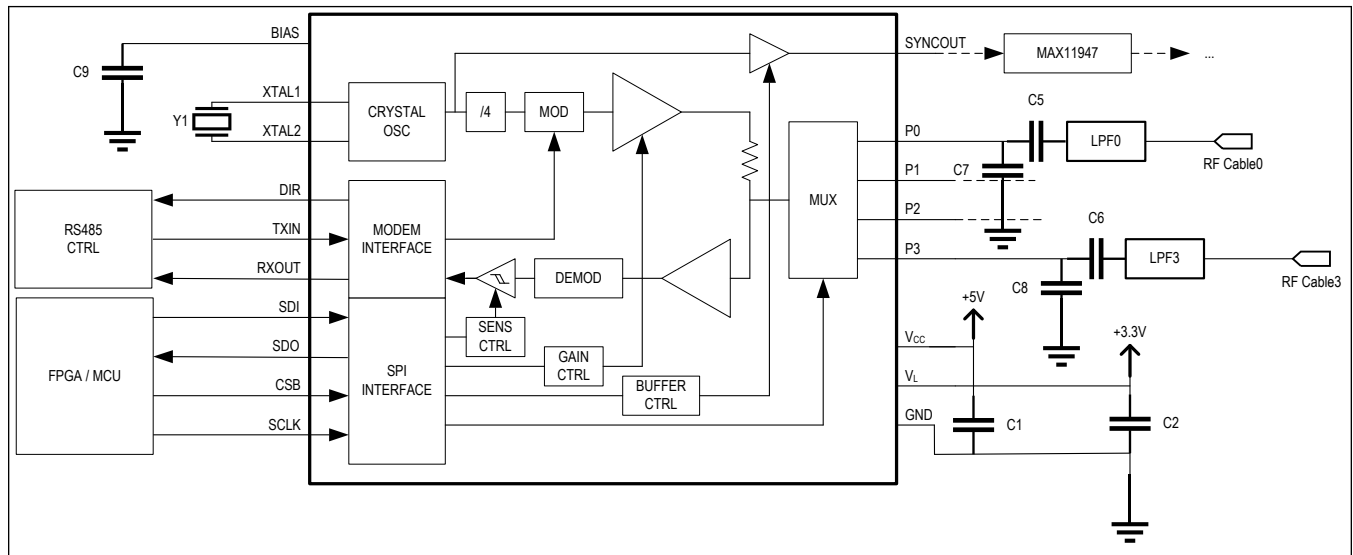 BIAS
C9
XTAL1
Y1
XTAL2
CRYSTAL
OSC
/4
MOD
SYNCOUT
MAX11947
...
RS485
CTRL
DIR
TXIN
RXOUT
MODEM
INTERFACE
DEMOD
MUX
P0
P1
P2
P3
C5
C7
LPF0
RF Cable0
C6
C8
LPF3
RF Cable3
FPGA / MCU
SDI
SDO
CSB
SCLK
SPI
INTERFACE
SENS
CTRL
GAIN
CTRL
BUFFER
CTRL
+5V
+3.3V
VCC
VL
GND
C1
C2